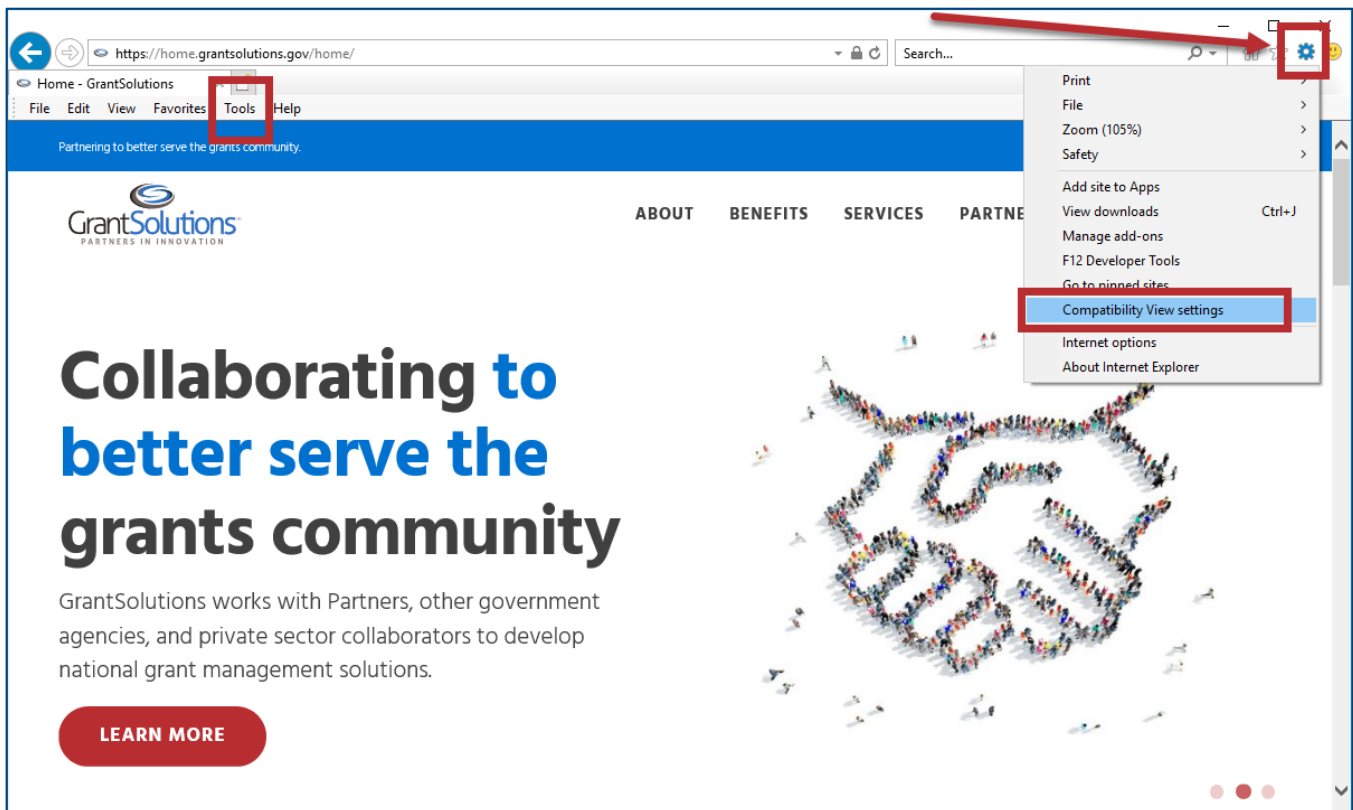 https://home.grantsolutions.gov/home/
Search...
Home - GrantSolutions
File Edit View Favorites Tools Help
Partnering to better serve the grants community.
GrantSolutions
PARTNERS IN INNOVATION
ABOUT BENEFITS SERVICES PARTNE
Print
File
Zoom (105%)
Safety
Add site to Apps
View downloads Ctrl+J
Manage add-ons
F12 Developer Tools
Go to pinned sites
Compatibility View settings
Internet options
About Internet Explorer
Collaborating to
better serve the
grants community
GrantSolutions works with Partners, other government
agencies, and private sector collaborators to develop
national grant management solutions.
LEARN MORE